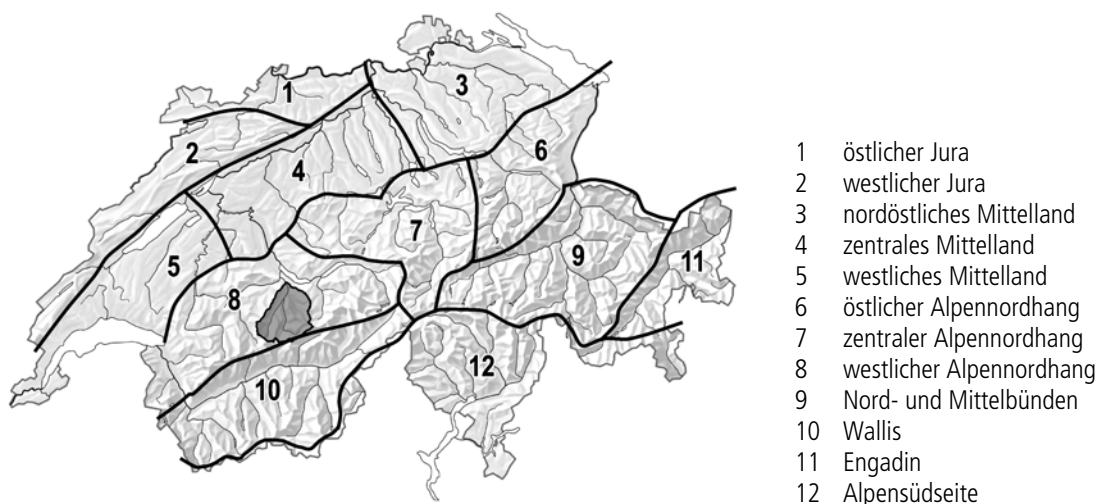 1
2
3
4
5
6
7
8
9
10
11
12
1 östlicher Jura
2 westlicher Jura
3 nordöstliches Mittelland
4 zentrales Mittelland
5 westliches Mittelland
6 östlicher Alpennordhang
7 zentraler Alpennordhang
8 westlicher Alpennordhang
9 Nord- und Mittelbünden
10 Wallis
11 Engadin
12 Alpensüdseite